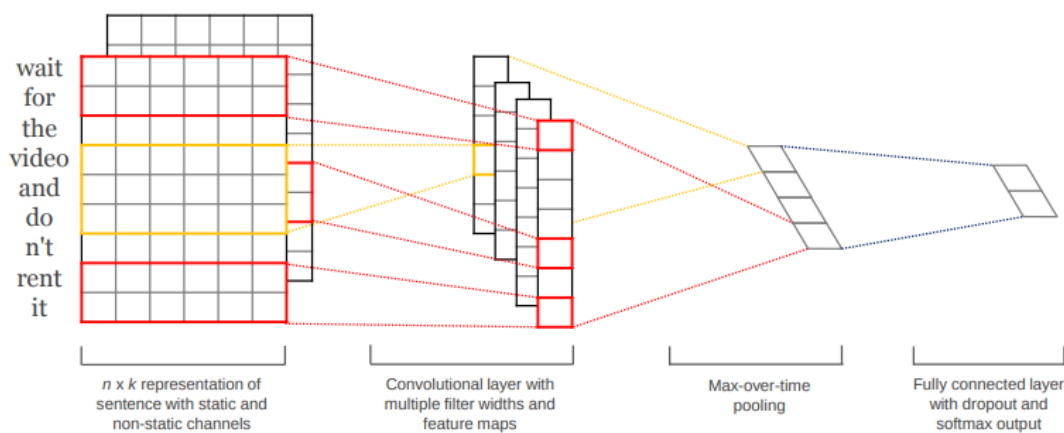 wait
for
the
video
and
do
n't
rent
it
n x k representation of
sentence with static and
non-static channels
Convolutional layer with
multiple filter widths and
feature maps
Max-over-time
pooling
Fully connected layer
with dropout and
softmax output